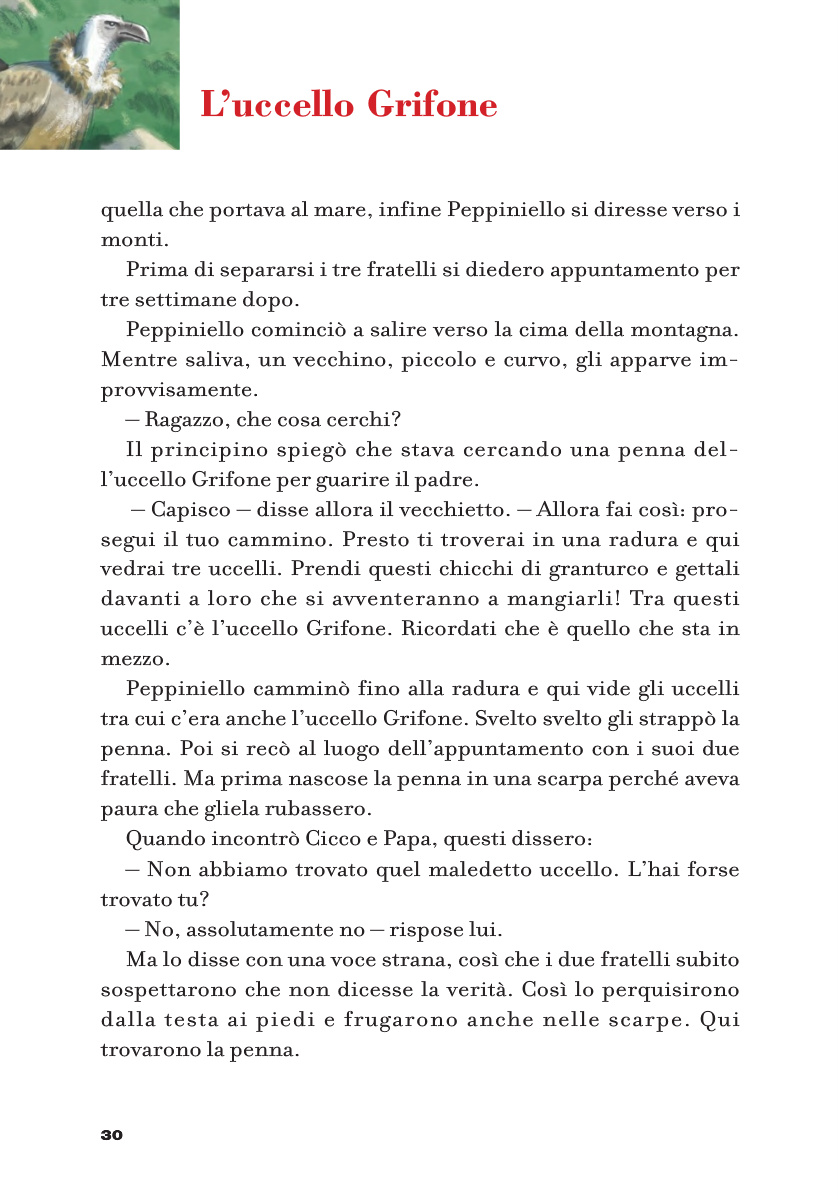 L’uccello Grifone
quella che portava al mare, infine Peppiniello si diresse verso i
monti.
Prima di separarsi i tre fratelli si diedero appuntamento per
tre settimane dopo.
Peppiniello cominciò a salire verso la cima della montagna.
Mentre saliva, un vecchino, piccolo e curvo, gli apparve im-
provvisamente.
– Ragazzo, che cosa cerchi?
Il principino spiegò che stava cercando una penna del-
l’uccello Grifone per guarire il padre.
– Capisco – disse allora il vecchietto. – Allora fai così: pro-
segui il tuo cammino. Presto ti troverai in una radura e qui
vedrai tre uccelli. Prendi questi chicchi di granturco e gettali
davanti a loro che si avventeranno a mangiarli! Tra questi
uccelli c’è l’uccello Grifone. Ricordati che è quello che sta in
mezzo.
Peppiniello camminò fino alla radura e qui vide gli uccelli
tra cui c’era anche l’uccello Grifone. Svelto svelto gli strappò la
penna. Poi si recò al luogo dell’appuntamento con i suoi due
fratelli. Ma prima nascose la penna in una scarpa perché aveva
paura che gliela rubassero.
Quando incontrò Cicco e Papa, questi dissero:
– Non abbiamo trovato quel maledetto uccello. L’hai forse
trovato tu?
– No, assolutamente no – rispose lui.
Ma lo disse con una voce strana, così che i due fratelli subito
sospettarono che non dicesse la verità. Così lo perquisirono
dalla testa ai piedi e frugarono anche nelle scarpe. Qui
trovarono la penna.
30